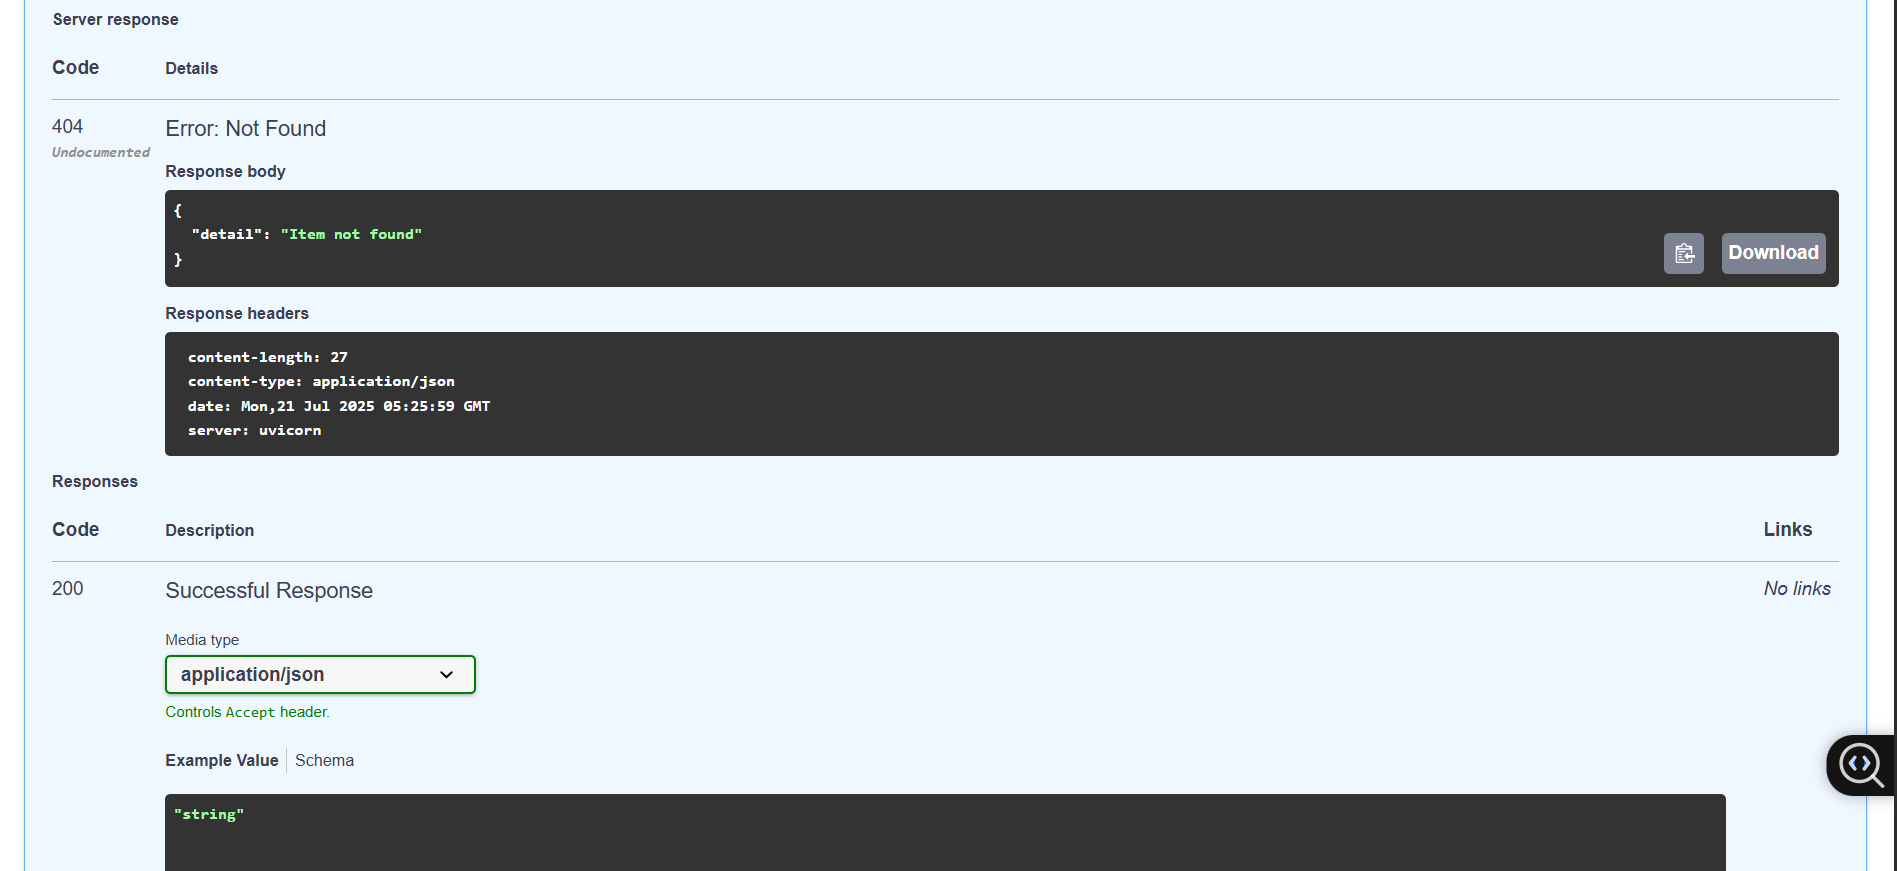 Server response
Code Details
404 Error: Not Found
Undocumented
Response body
{
"detail": "Item not found"
}
Download
Response headers
content-length: 27
content-type: application/json
date: Mon,21 Jul 2025 05:25:59 GMT
server: uvicorn
Responses
Code Description Links
200 Successful Response No links
Media type
application/json
Controls Accept header.
Example Value Schema
"string"